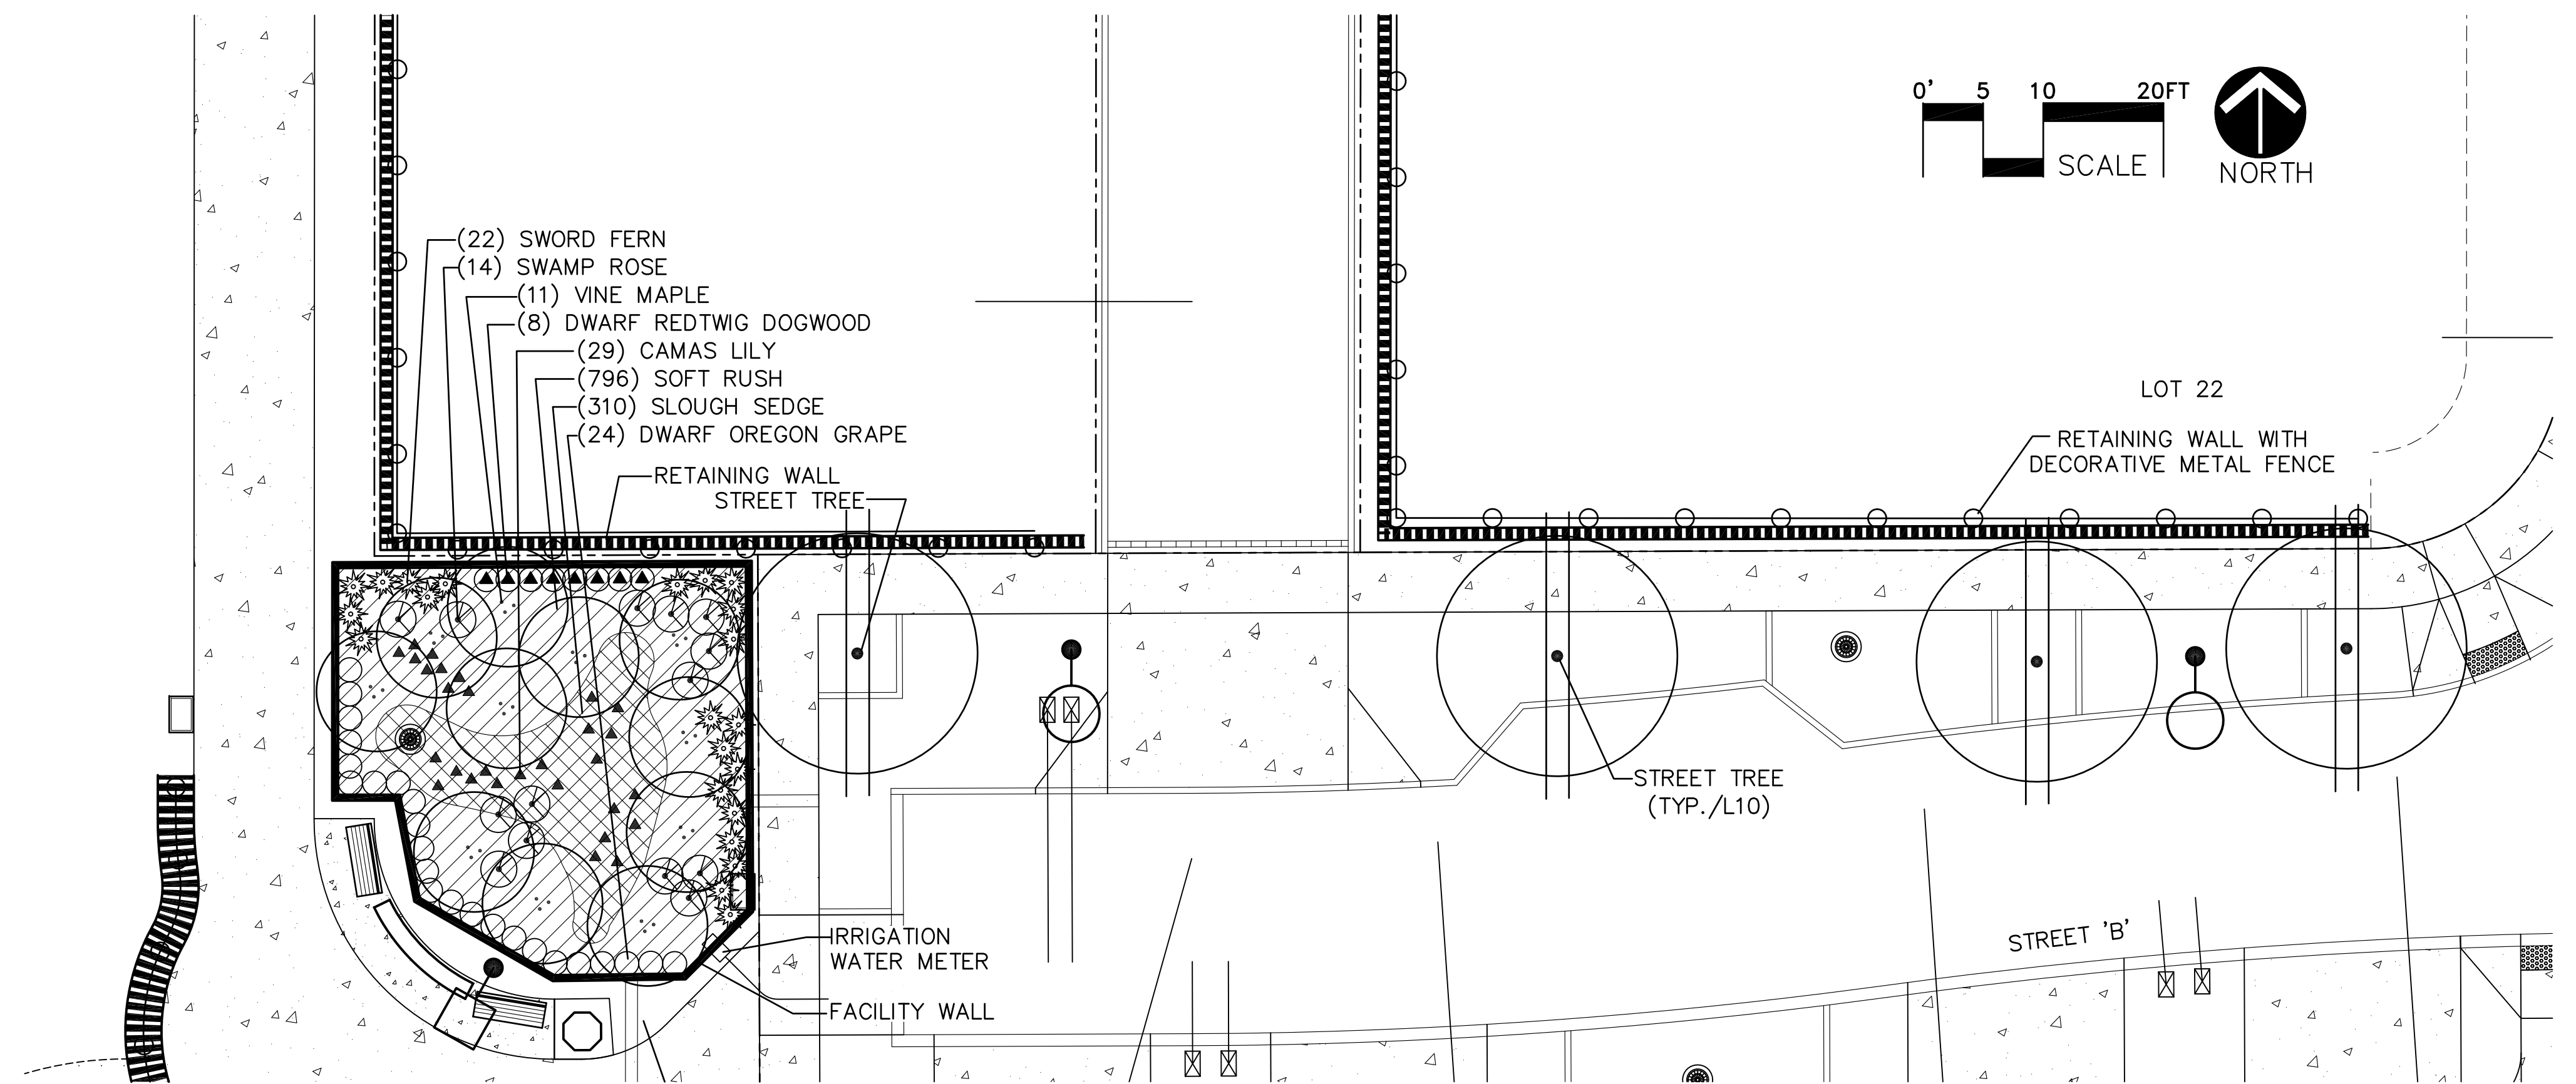 0' 5 10 20FT
SCALE
NORTH
(22) SWORD FERN
(14) SWAMP ROSE
(11) VINE MAPLE
(8) DWARF REDTWIG DOGWOOD
(29) CAMAS LILY
(796) SOFT RUSH
(310) SLOUGH SEDGE
(24) DWARF OREGON GRAPE
RETAINING WALL
STREET TREE
LOT 22
RETAINING WALL WITH
DECORATIVE METAL FENCE
STREET TREE
(TYP./L10)
IRRIGATION
WATER METER
FACILITY WALL
STREET 'B'